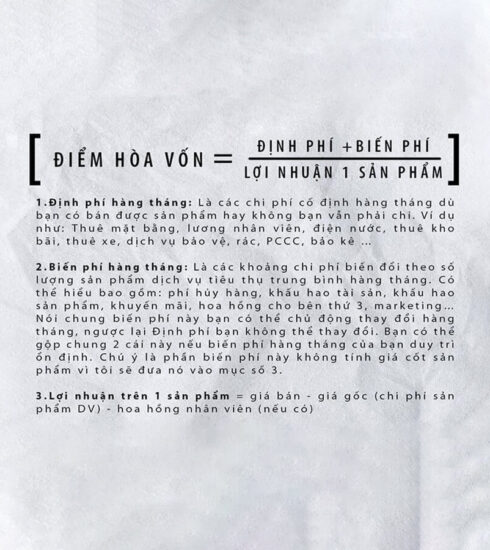 [ ĐIỂM HÒA VỐN = ĐỊNH PHÍ +BIẾN PHÍ
LỢI NHUẬN 1 SẢN PHẨM ]
1.Định phí hàng tháng: Là các chi phí cố định hàng tháng dù
bạn có bán được sản phẩm hay không bạn vẫn phải chi. Ví dụ
như: Thuê mặt bằng, lương nhân viên, điện nước, thuê kho
bãi, thuê xe, dịch vụ bảo vệ, rác, PCCC, bảo kê ...
2.Biến phí hàng tháng: Là các khoảng chi phí biến đổi theo số
lượng sản phẩm dịch vụ tiêu thụ trung bình hàng tháng. Có
thể hiểu bao gồm: phí hủy hàng, khấu hao tài sản, khấu hao
sản phẩm, khuyến mãi, hoa hồng cho bên thứ 3, marketing...
Nói chung biến phí này bạn có thể chủ động thay đổi hàng
tháng, ngược lại Định phí bạn không thể thay đổi. Bạn có thể
gộp chung 2 cái này nếu biến phí hàng tháng của bạn duy trì
ổn định. Chú ý là phần biến phí này không tính giá cốt sản
phẩm vì tôi sẽ đưa nó vào mục số 3.
3.Lợi nhuận trên 1 sản phẩm = giá bán - giá gốc (chi phí sản
phẩm DV) - hoa hồng nhân viên (nếu có)